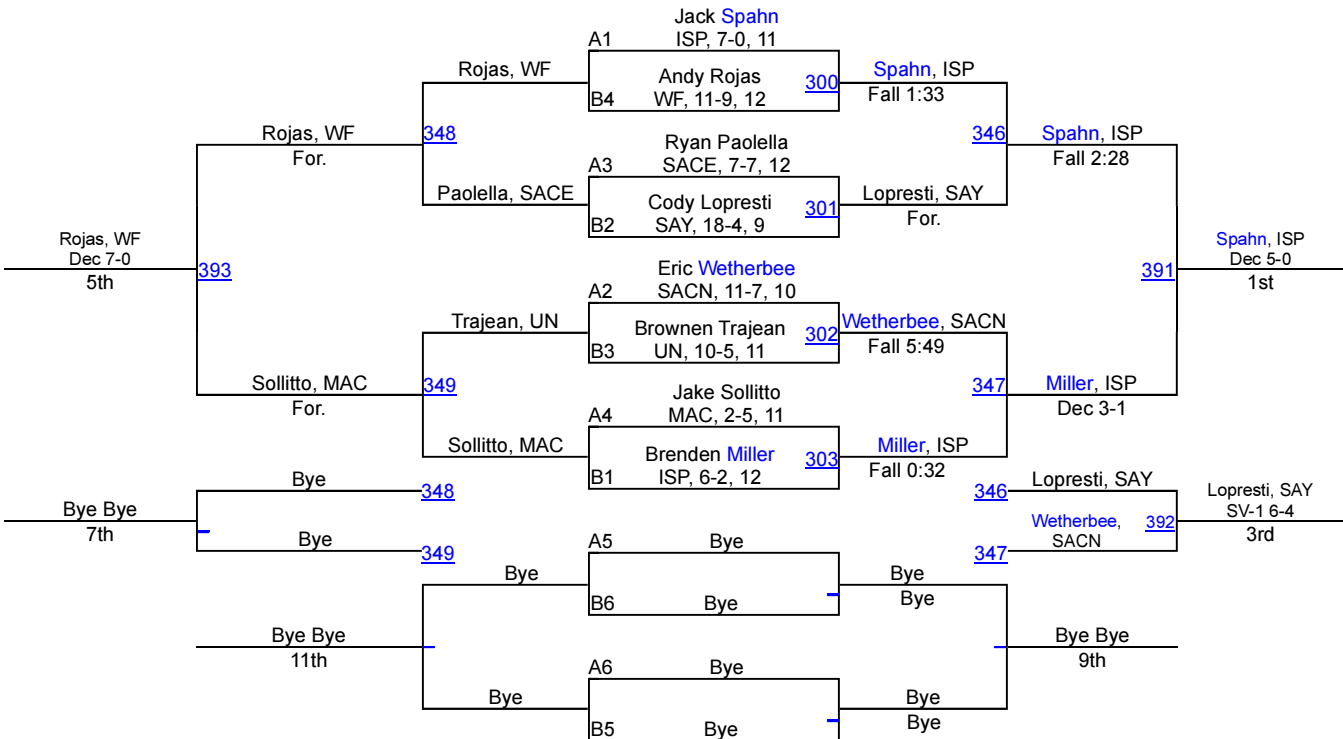 Jack Spahn
A1 ISP, 7-0, 11
Rojas, WF
Andy Rojas
300
Spahn, ISP
B4 WF, 11-9, 12
Fall 1:33
Rojas, WF
348
Ryan Paolella
346
Spahn, ISP
For.
A3 SACE, 7-7, 12
Fall 2:28
Paolella, SACE
Cody Lopresti
301
Lopresti, SAY
B2 SAY, 18-4, 9
For.
Rojas, WF
Dec 7-0
5th
393
Eric Wetherbee
391
Spahn, ISP
Dec 5-0
1st
A2 SACN, 11-7, 10
Trajean, UN
Brownen Trajean
302
Wetherbee, SACN
B3 UN, 10-5, 11
Fall 5:49
Sollitto, MAC
349
Jake Sollitto
347
Miller, ISP
For.
A4 MAC, 2-5, 11
Dec 3-1
Sollitto, MAC
Brenden Miller
303
Miller, ISP
B1 ISP, 6-2, 12
Fall 0:32
Bye
348
346
Lopresti, SAY
Bye Bye
7th
Wetherbee,
SACN
392
Lopresti, SAY
SV-1 6-4
3rd
Bye
349
347
A5 Bye
Bye
Bye
B6 Bye
Bye
Bye Bye
11th
Bye Bye
9th
A6 Bye
Bye
Bye
B5 Bye
Bye